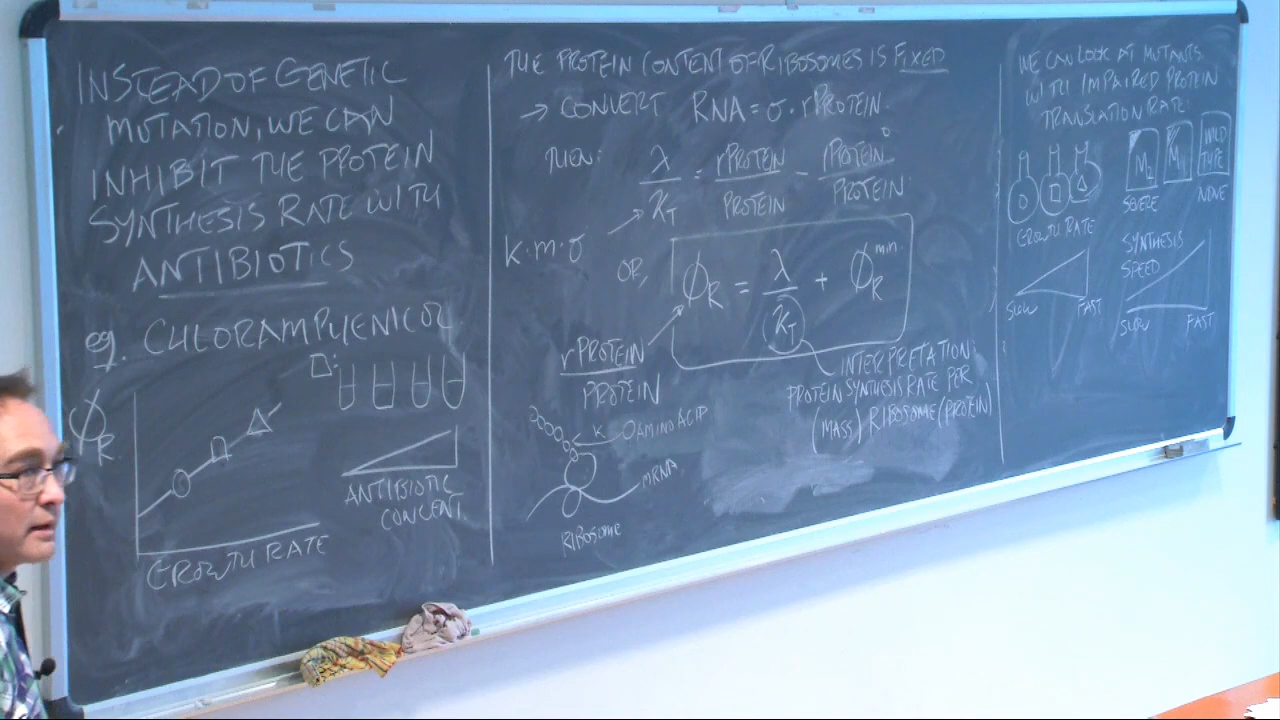 INSTEAD OF GENETIC
MUTATION, WE CAN
INHIBIT THE PROTEIN
SYNTHESIS RATE WITH
ANTIBIOTICS
eg. CHLORAMPHENICOL
ϕR
GROWTH RATE
ANTIBIOTIC
CONCENT.
THE PROTEIN CONTENT OF RIBOSOMES IS FIXED
→ CONVERT RNA = σ · rPROTEIN
THEN: λ/KT = rPROTEIN/PROTEIN - rPROTEIN°/PROTEIN
K·m·σ
OR, ϕR = λ/KT + ϕR min.
rPROTEIN
PROTEIN
INTERPRETATION:
PROTEIN SYNTHESIS RATE PER
(MASS) RIBOSOME (PROTEIN)
K
AMINO ACID
mRNA
RIBOSOME
WE CAN LOOK AT MUTANTS
WITH IMPAIRED PROTEIN
TRANSLATION RATE:
M2
WILD
TYPE
SEVERE
NONE
GROWTH RATE
SLOW
FAST
SYNTHESIS
SPEED
SLOW
FAST